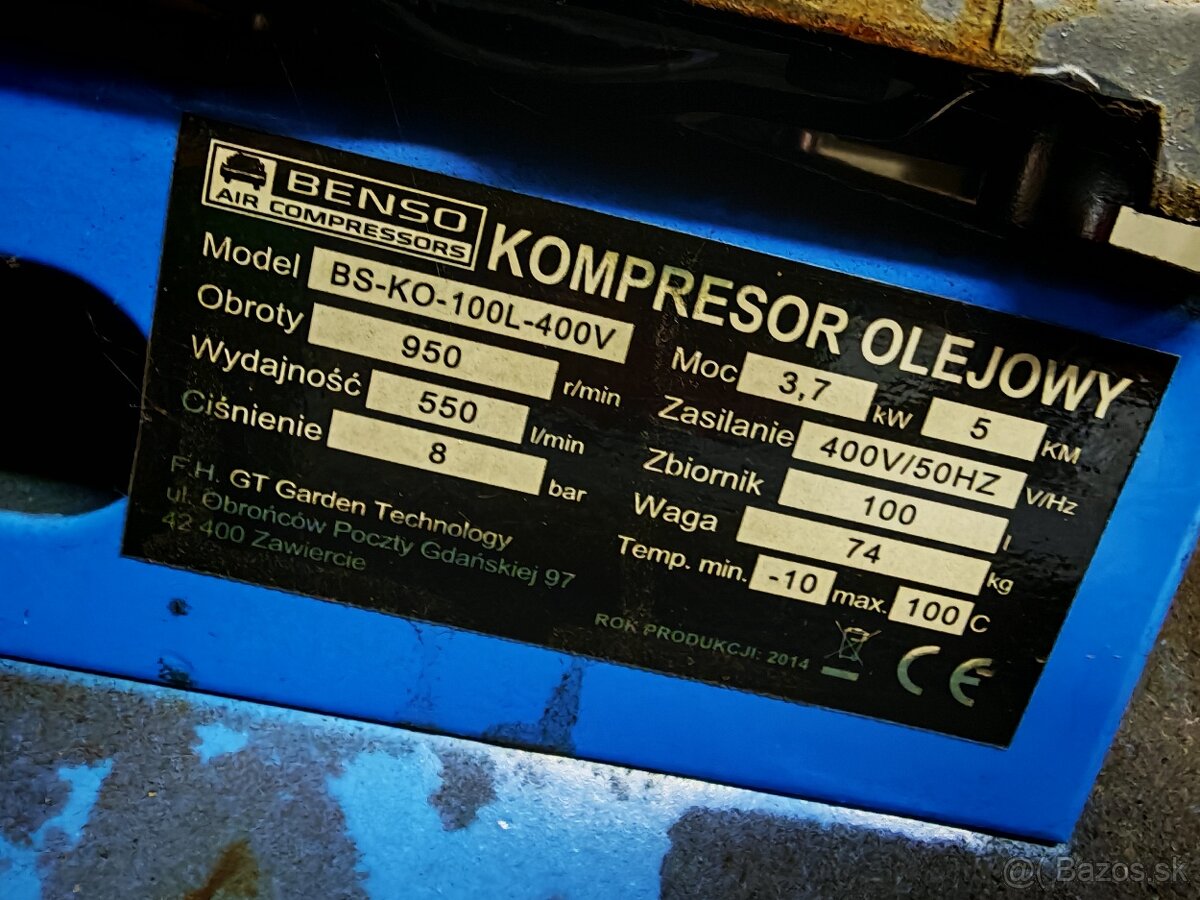 BENSO
AIR COMPRESSORS
KOMPRESOR OLEJOWY
Model BS-KO-100L-400V
Obroty 950 r/min
Wydajność 550 l/min
Ciśnienie 8 bar
Moc 3,7 kW 5 KM
Zasilanie 400V/50HZ V/Hz
Zbiornik 100 l
Waga 74 kg
Temp. min. -10 max. 100 C
F.H. GT Garden Technology
ul. Obrońców Poczty Gdańskiej 97
42 400 Zawiercie
ROK PRODUKCJI: 2014
CE
@( Bazos.sk